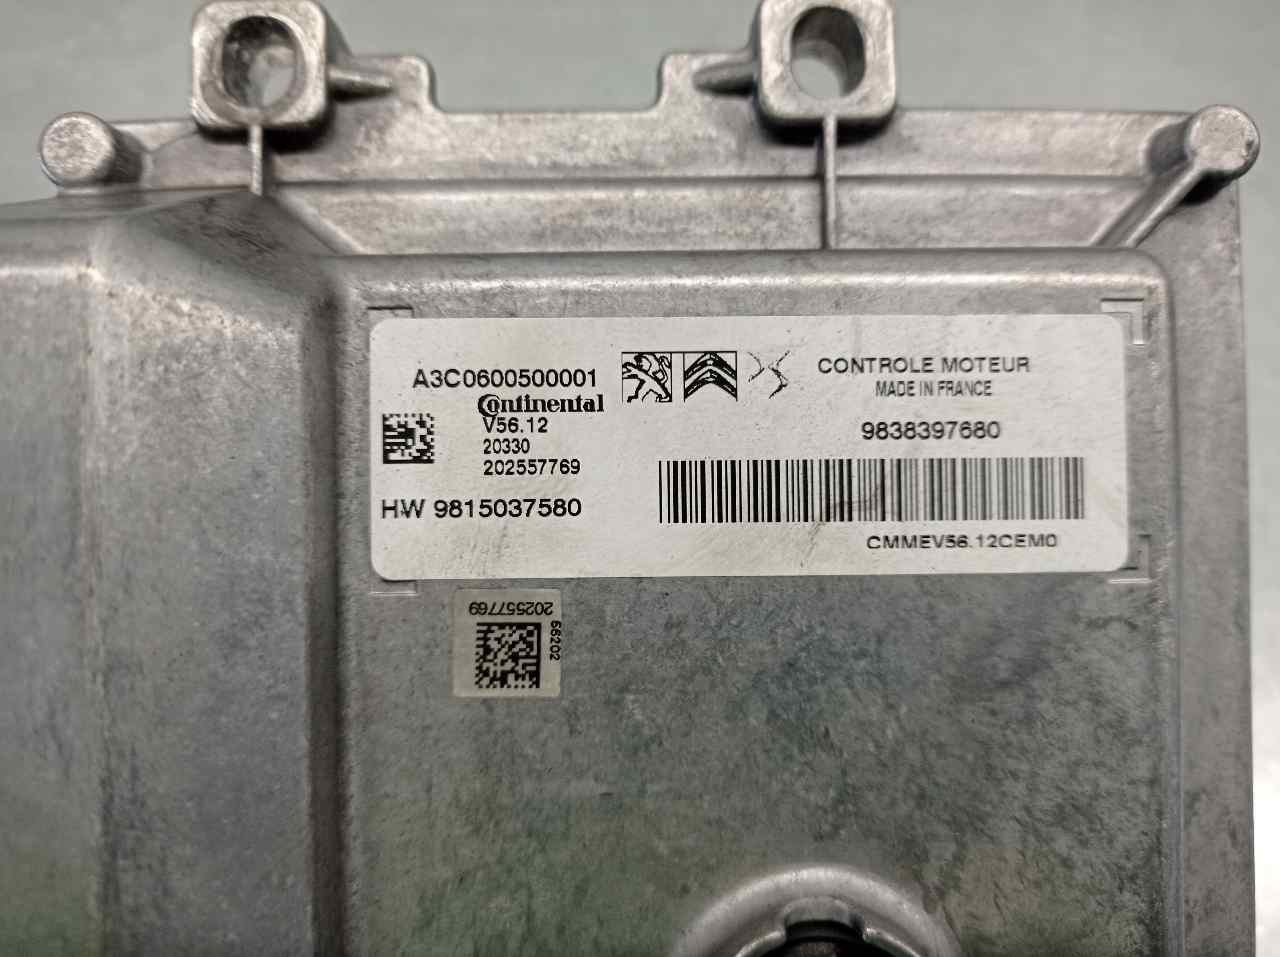 A3C0600500001
Continental
V56.12
20330
202557769
HW 9815037580
CONTROLE MOTEUR
MADE IN FRANCE
9838397680
CMMEV56.12CEM0
202557769
66202